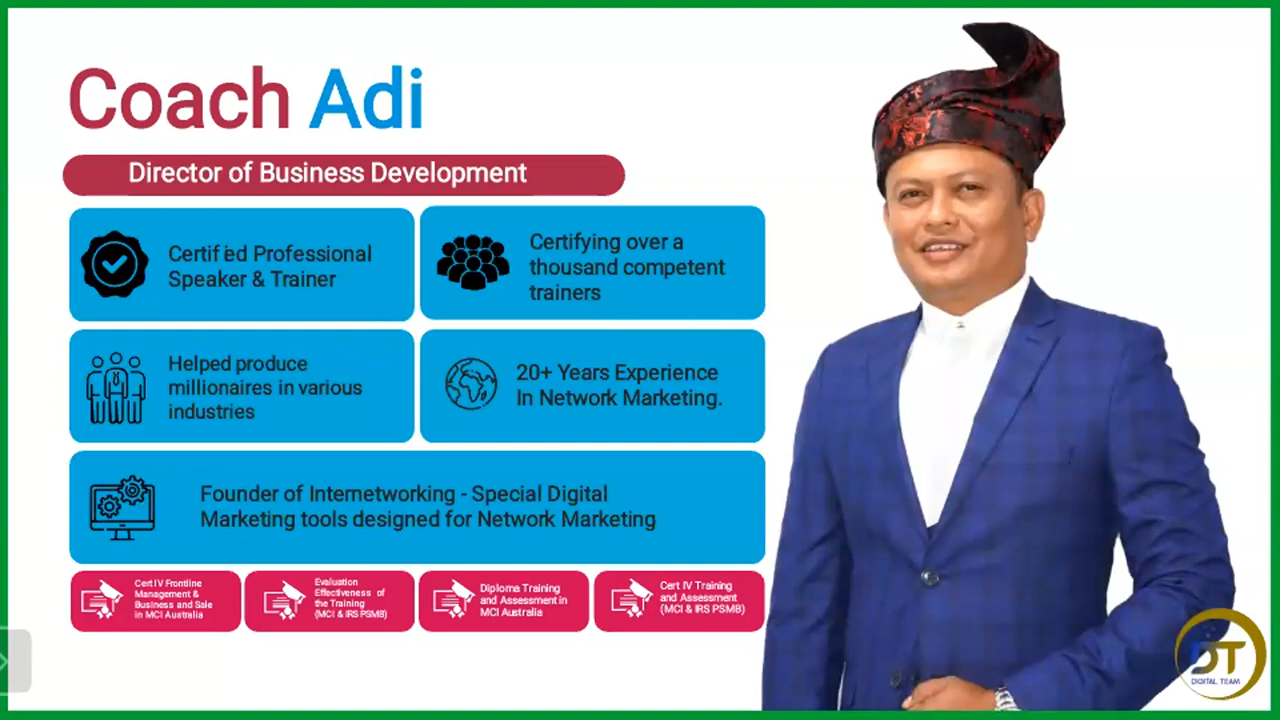 Coach Adi
Director of Business Development
Certified Professional
Speaker & Trainer
Certifying over a
thousand competent
trainers
Helped produce
millionaires in various
industries
20+ Years Experience
In Network Marketing.
Founder of Internetworking - Special Digital
Marketing tools designed for Network Marketing
Cert IV Frontline
Management &
Business and Sale
in MCI Australia
Evaluation
Effectiveness of
the Training
(MCI & IRS PSMB)
Diploma Training
and Assessment in
MCI Australia
Cert IV Training
and Assessment
(MCI & IRS PSMB)
DT
DIGITAL TEAM